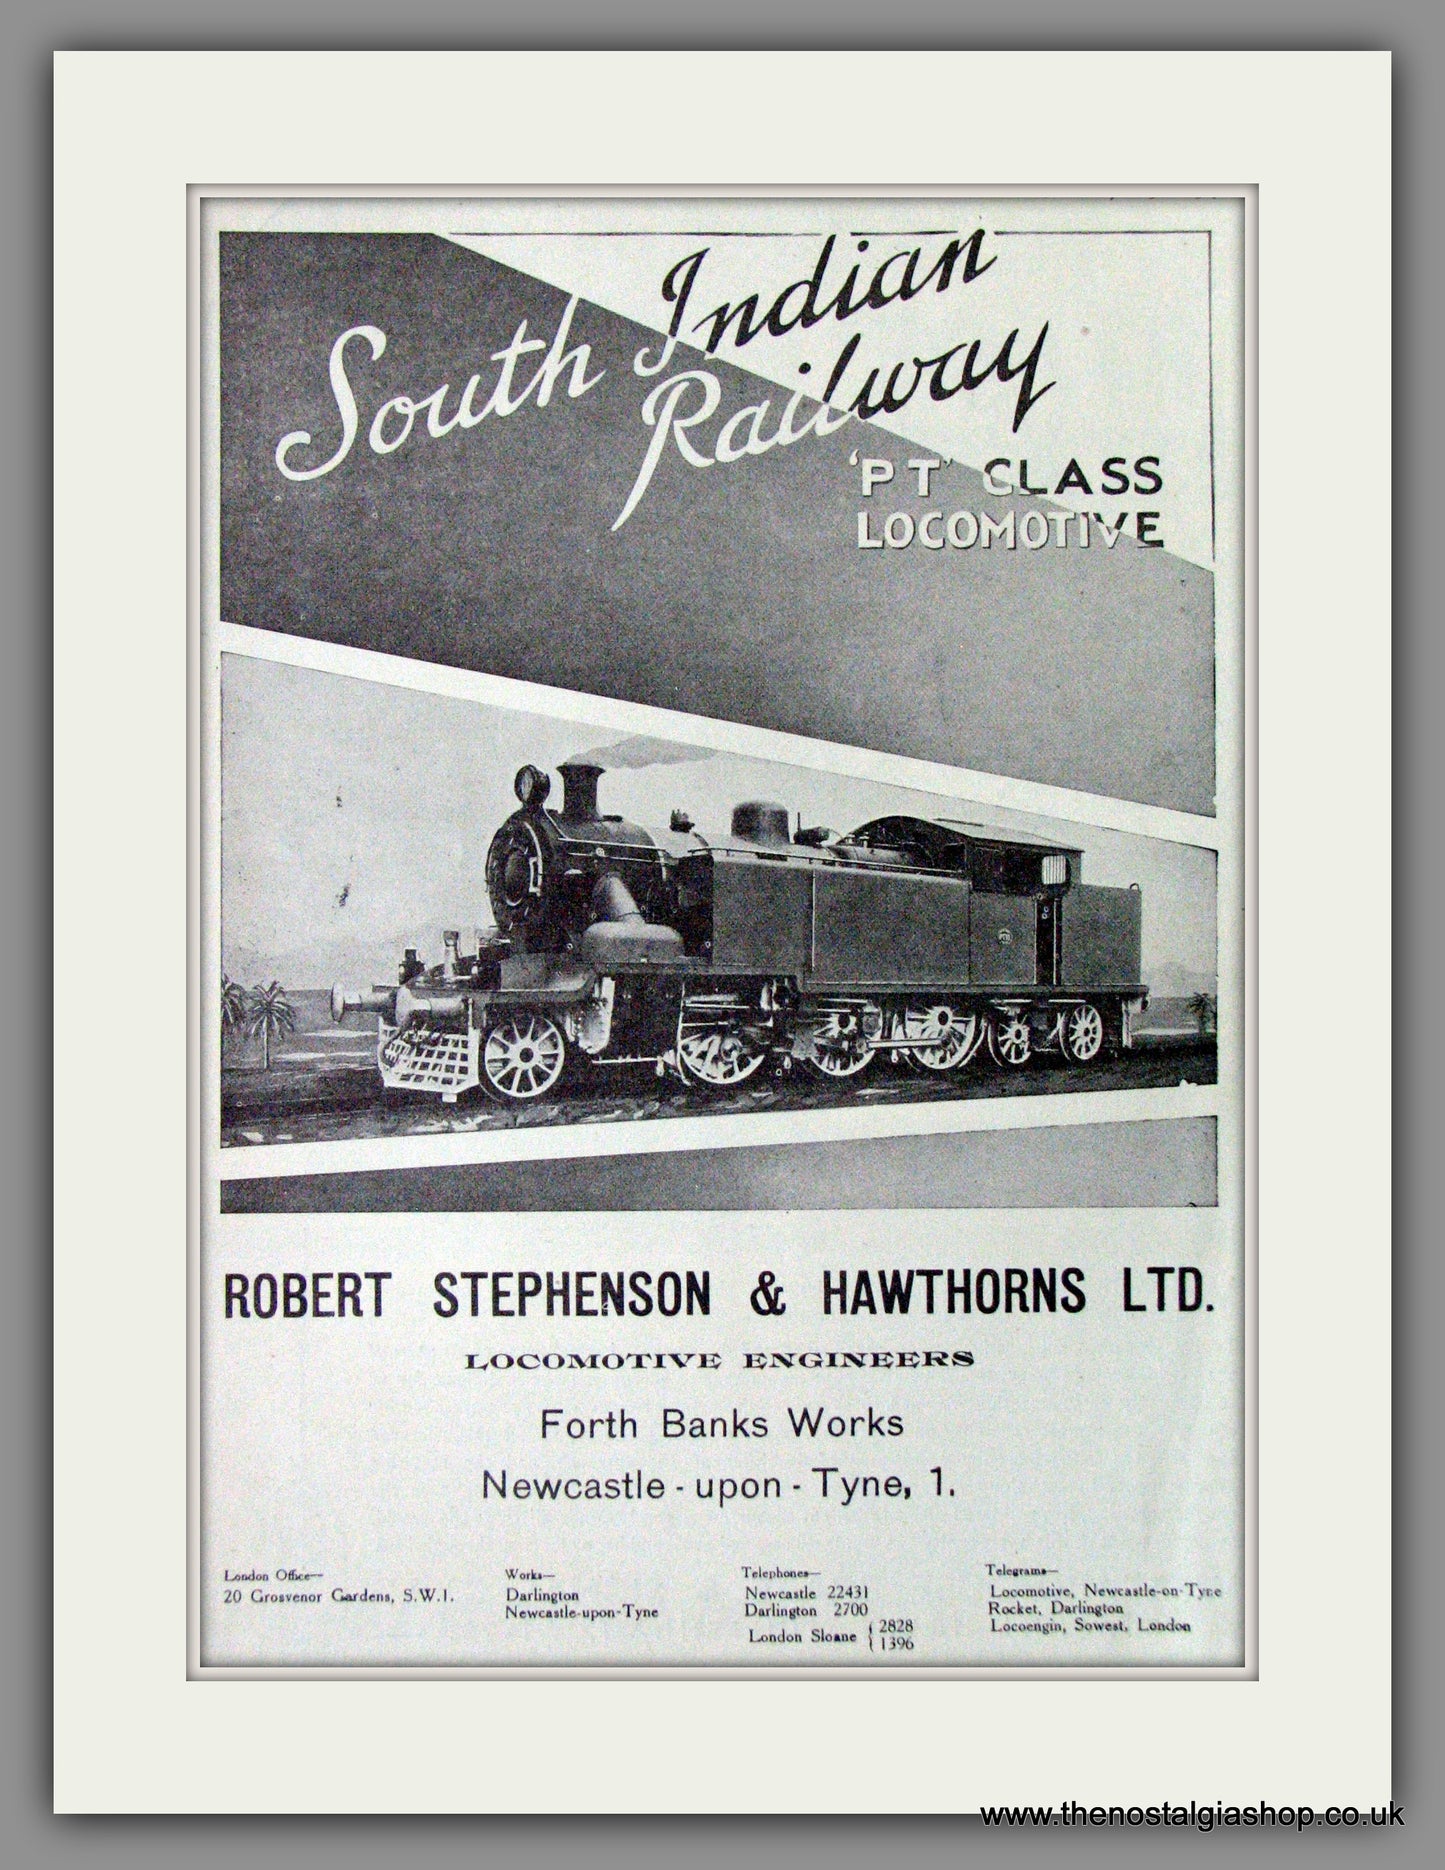 South Indian
Railway
'PT' CLASS
LOCOMOTIVE
ROBERT STEPHENSON & HAWTHORNS LTD.
LOCOMOTIVE ENGINEERS
Forth Banks Works
Newcastle-upon-Tyne, 1.
London Office—
20 Grosvenor Gardens, S.W.1.
Works—
Darlington
Newcastle-upon-Tyne
Telephones—
Newcastle 22431
Darlington 2700
London Sloane { 2828
1396
Telegrams—
Locomotive, Newcastle-on-Tyne
Rocket, Darlington
Locoengin, Sowest, London
www.thenostalgiashop.co.uk